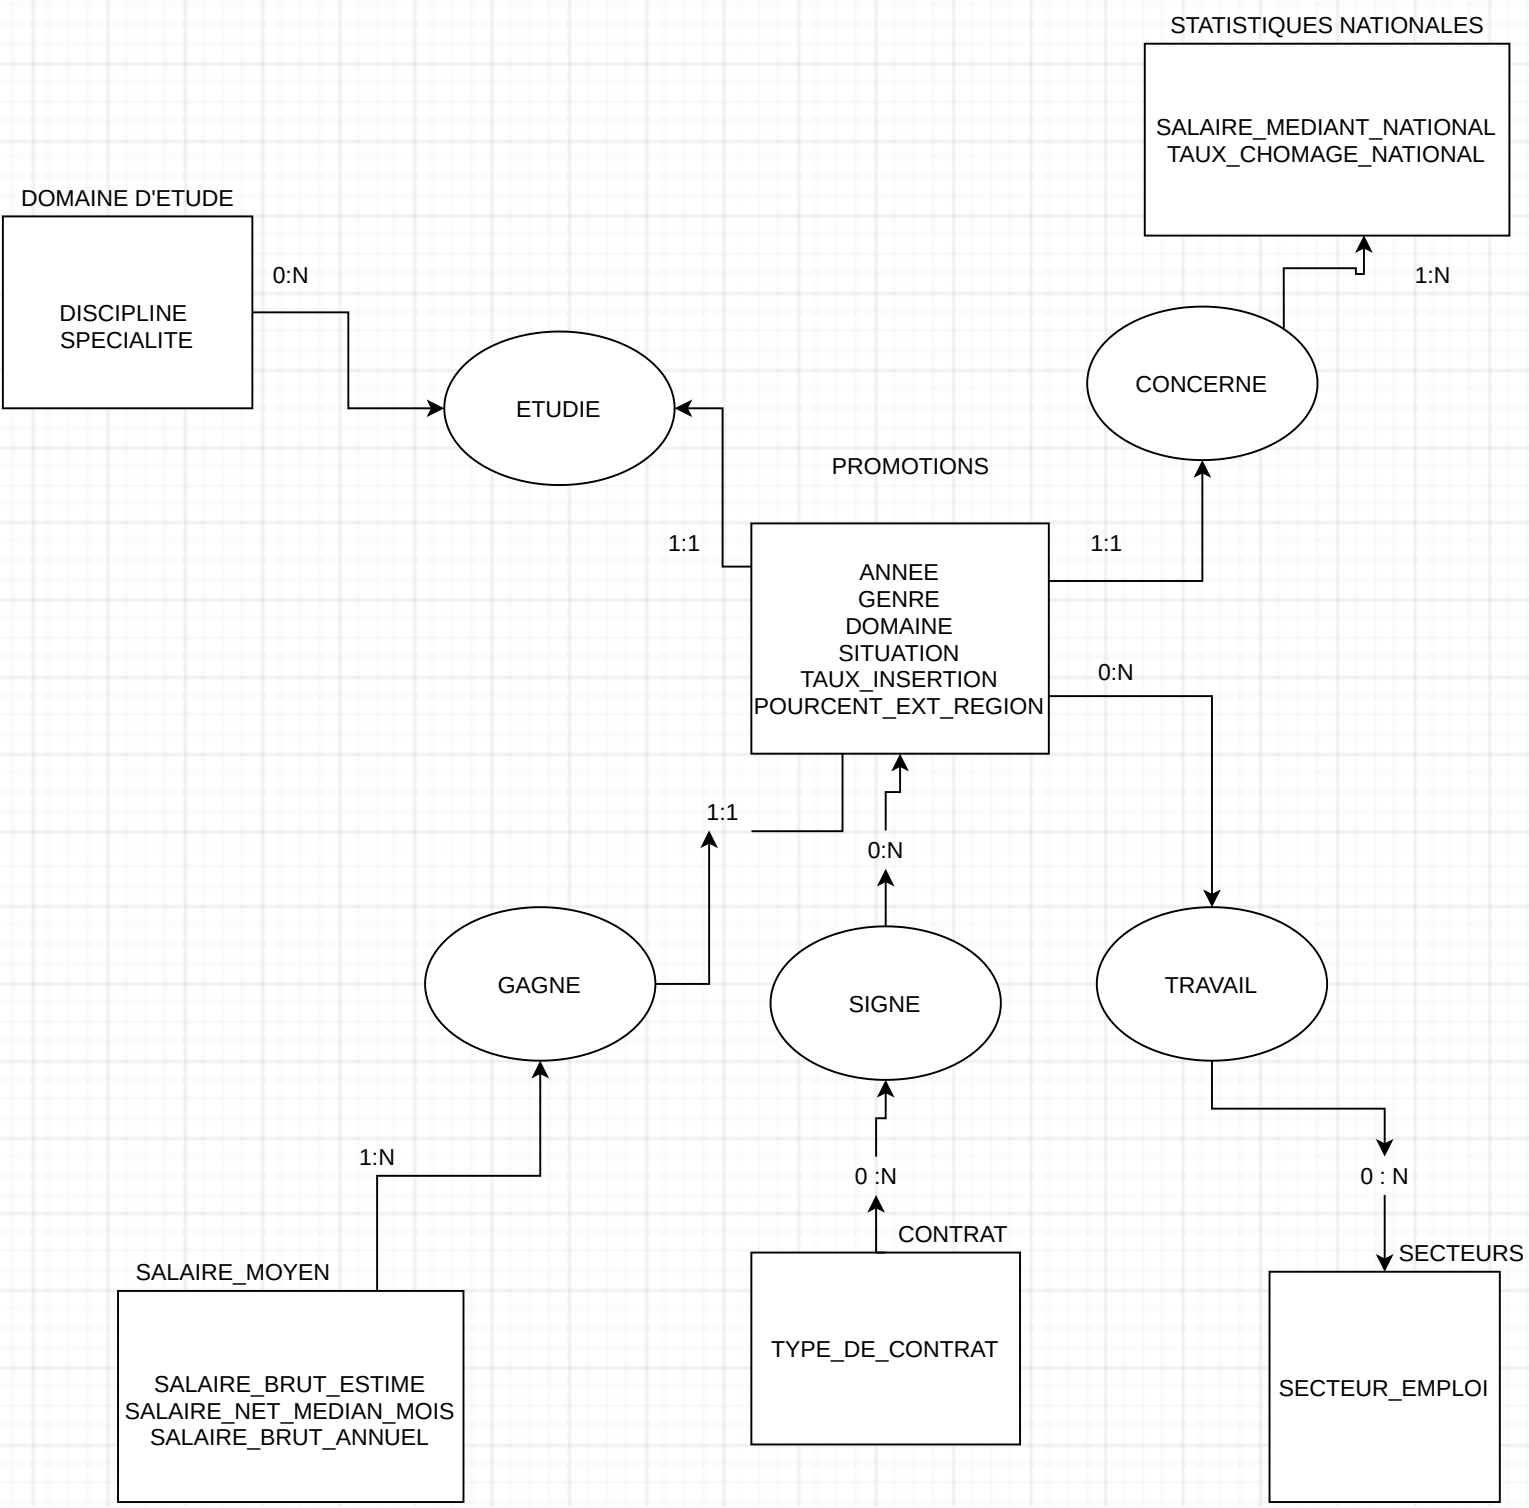 STATISTIQUES NATIONALES
SALAIRE_MEDIANT_NATIONAL
TAUX_CHOMAGE_NATIONAL
DOMAINE D'ETUDE
0:N
1:N
DISCIPLINE
SPECIALITE
CONCERNE
ETUDIE
PROMOTIONS
1:1
1:1
ANNEE
GENRE
DOMAINE
SITUATION
TAUX_INSERTION
POURCENT_EXT_REGION
0:N
1:1
0:N
GAGNE
SIGNE
TRAVAIL
1:N
0 :N
0 : N
CONTRAT
SECTEURS
SALAIRE_MOYEN
TYPE_DE_CONTRAT
SECTEUR_EMPLOI
SALAIRE_BRUT_ESTIME
SALAIRE_NET_MEDIAN_MOIS
SALAIRE_BRUT_ANNUEL